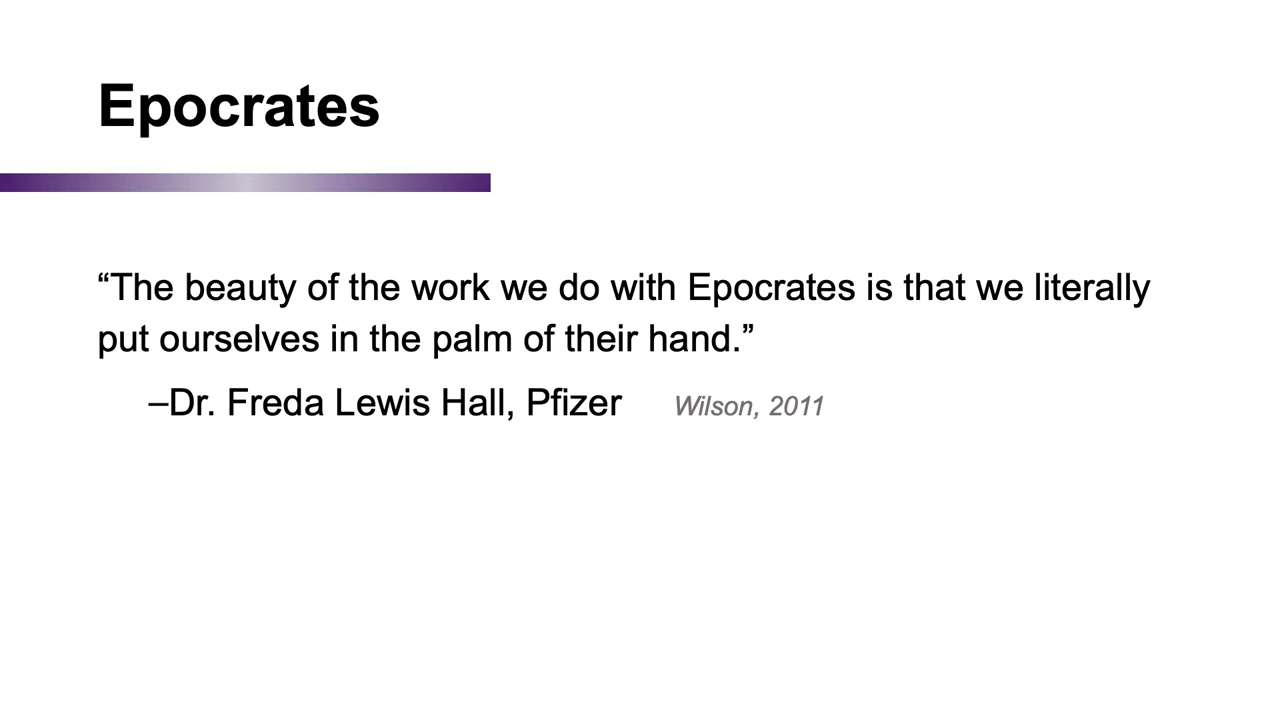 Epocrates
“The beauty of the work we do with Epocrates is that we literally
put ourselves in the palm of their hand.”
–Dr. Freda Lewis Hall, Pfizer Wilson, 2011